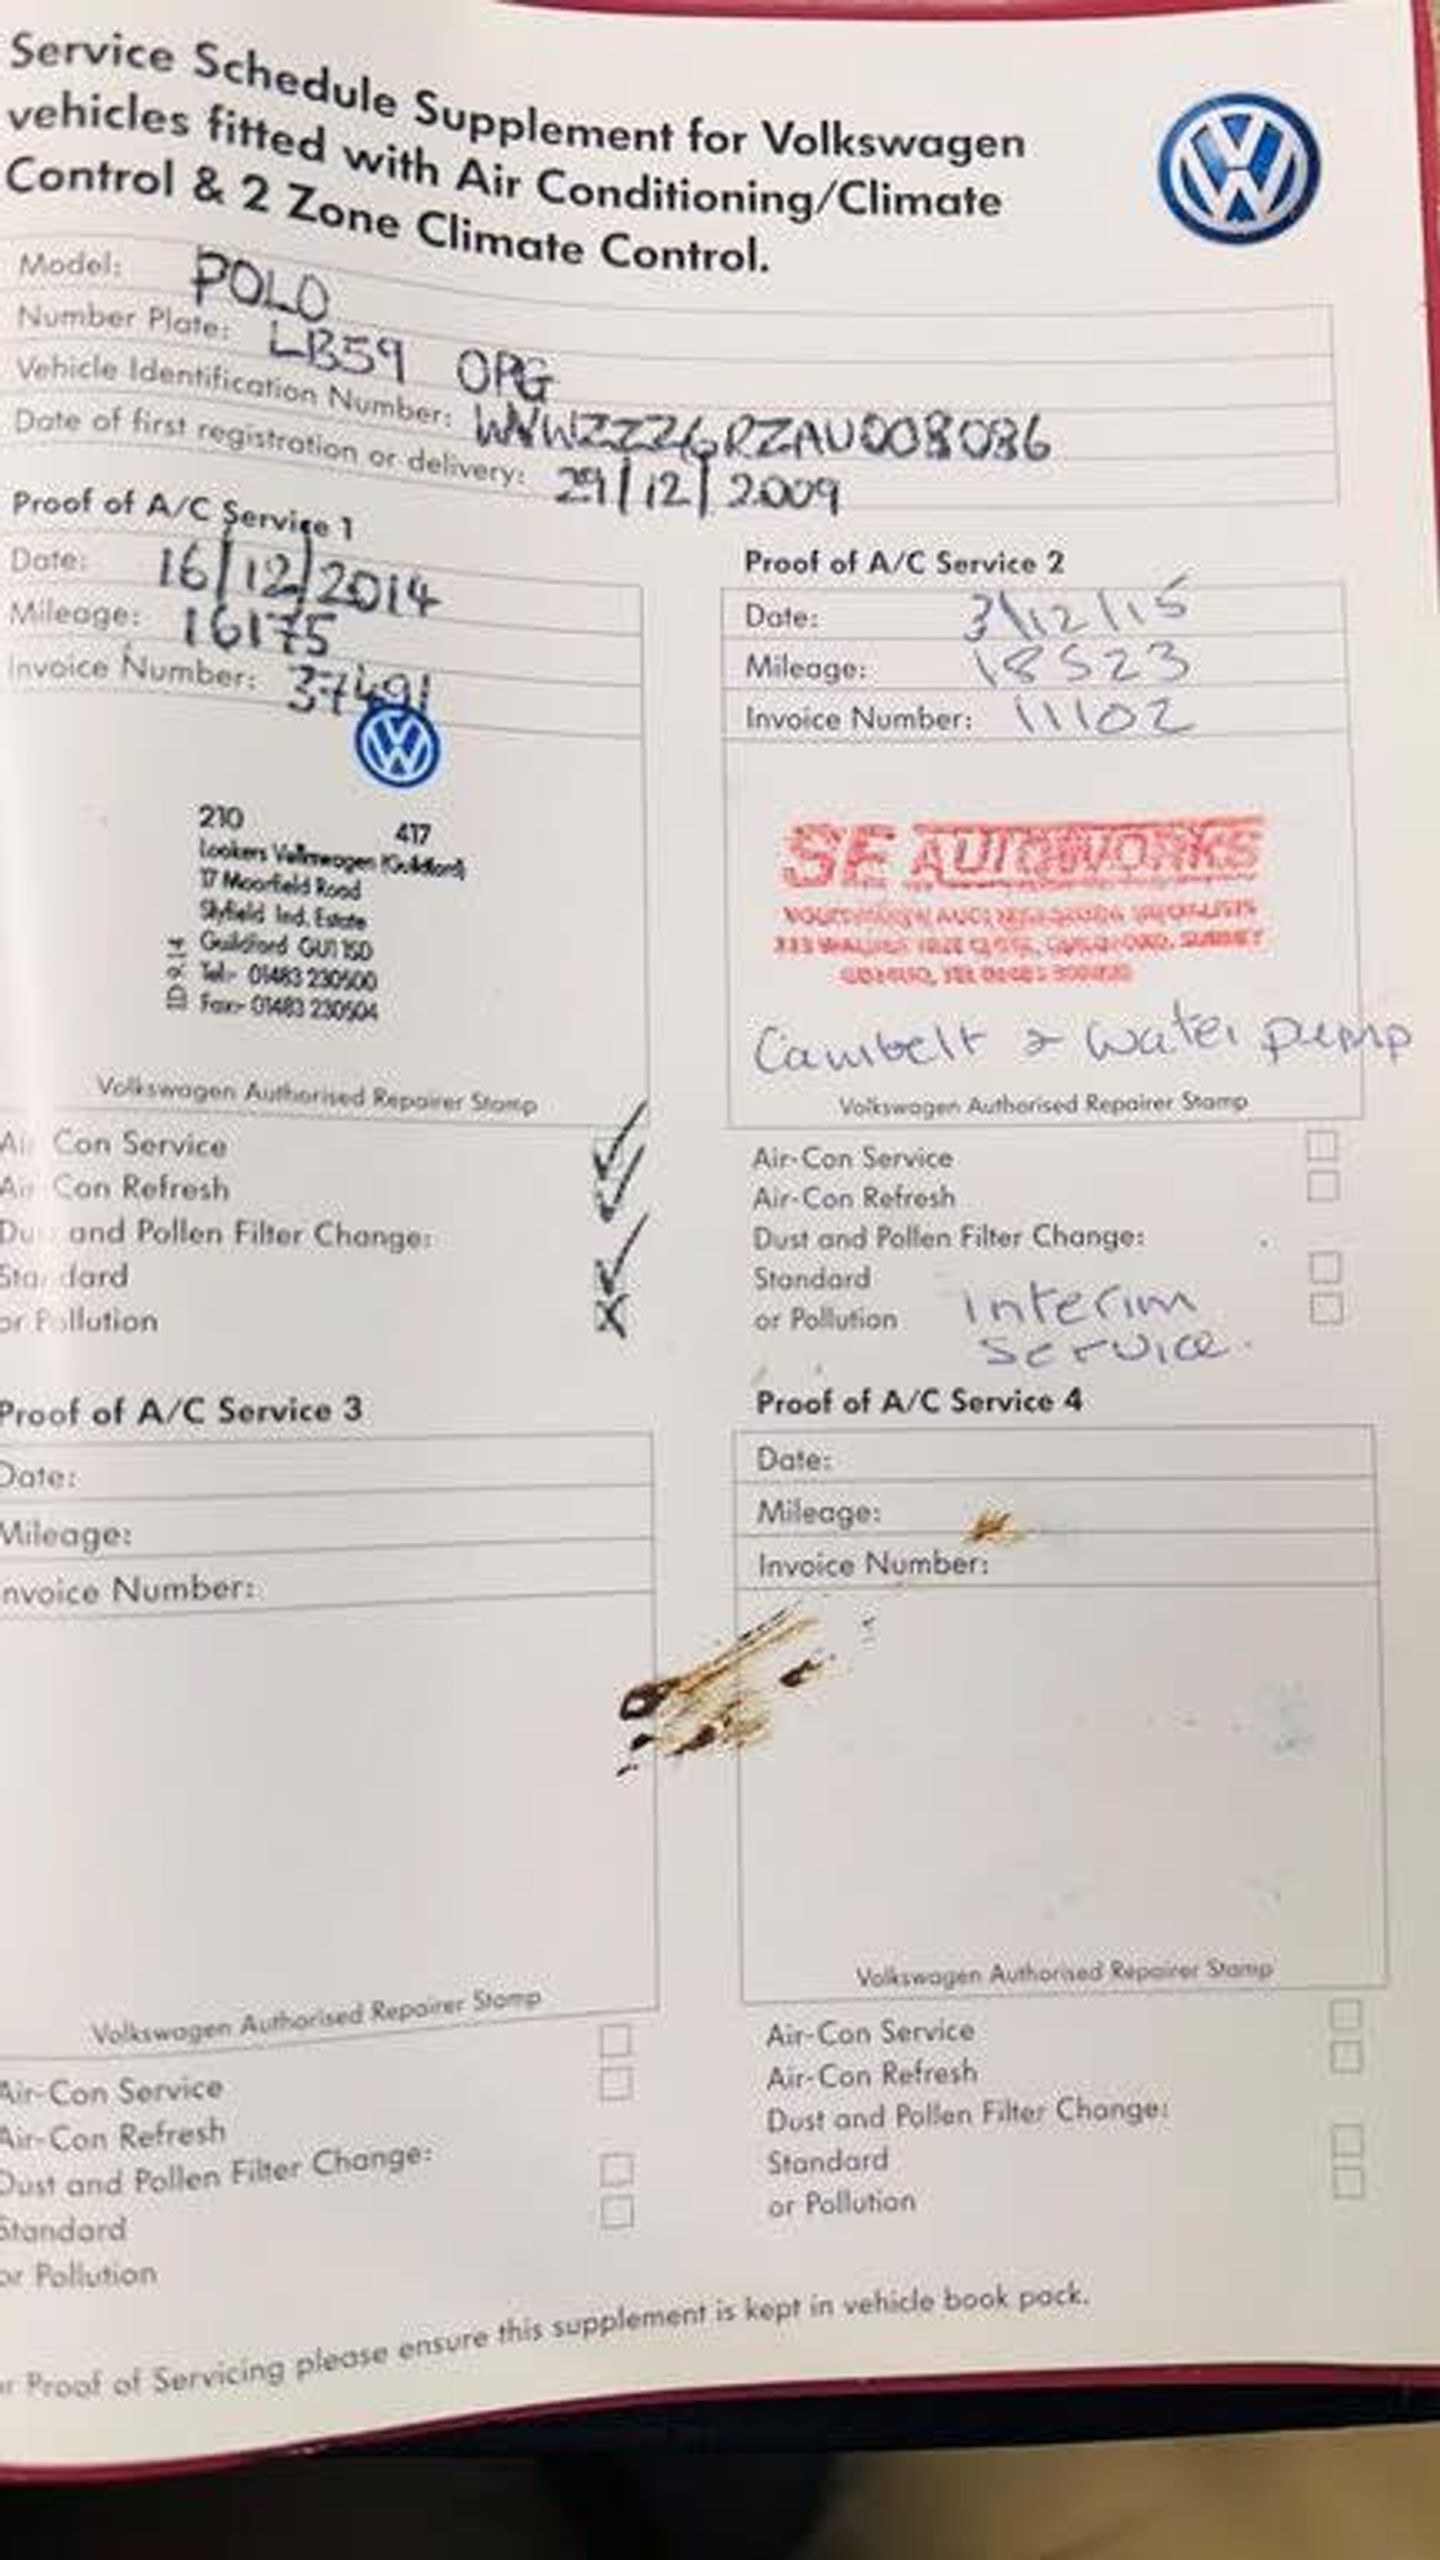 Service Schedule Supplement for Volkswagen
vehicles fitted with Air Conditioning/Climate
Control & 2 Zone Climate Control.
Model: POLO
Number Plate: LB59 OPG
Vehicle Identification Number: WVWZZZ6RZAU008086
Date of first registration or delivery: 29/12/2009
Proof of A/C Service 1
Date: 16/12/2014
Mileage: 16175
Invoice Number: 37491
210 417
Lookers Volkswagen (Guildford)
17 Moorfield Road
Slyfield Ind. Estate
Guildford GU1 1SD
Tel:- 01483 230500
Fax:- 01483 230504
ID 9.14
Volkswagen Authorised Repairer Stamp
Air Con Service
Air Con Refresh
Dust and Pollen Filter Change:
Standard
or Pollution
Proof of A/C Service 2
Date: 3/12/15
Mileage: 18523
Invoice Number: 11102
SE AUTOWORKS
Cambelt & Water pump
Volkswagen Authorised Repairer Stamp
Air-Con Service
Air-Con Refresh
Dust and Pollen Filter Change:
Standard
or Pollution
Interim
Service.
Proof of A/C Service 3
Date:
Mileage:
Invoice Number:
Volkswagen Authorised Repairer Stamp
Air-Con Service
Air-Con Refresh
Dust and Pollen Filter Change:
Standard
or Pollution
Proof of A/C Service 4
Date:
Mileage:
Invoice Number:
Volkswagen Authorised Repairer Stamp
Air-Con Service
Air-Con Refresh
Dust and Pollen Filter Change:
Standard
or Pollution
Proof of Servicing please ensure this supplement is kept in vehicle book pack.